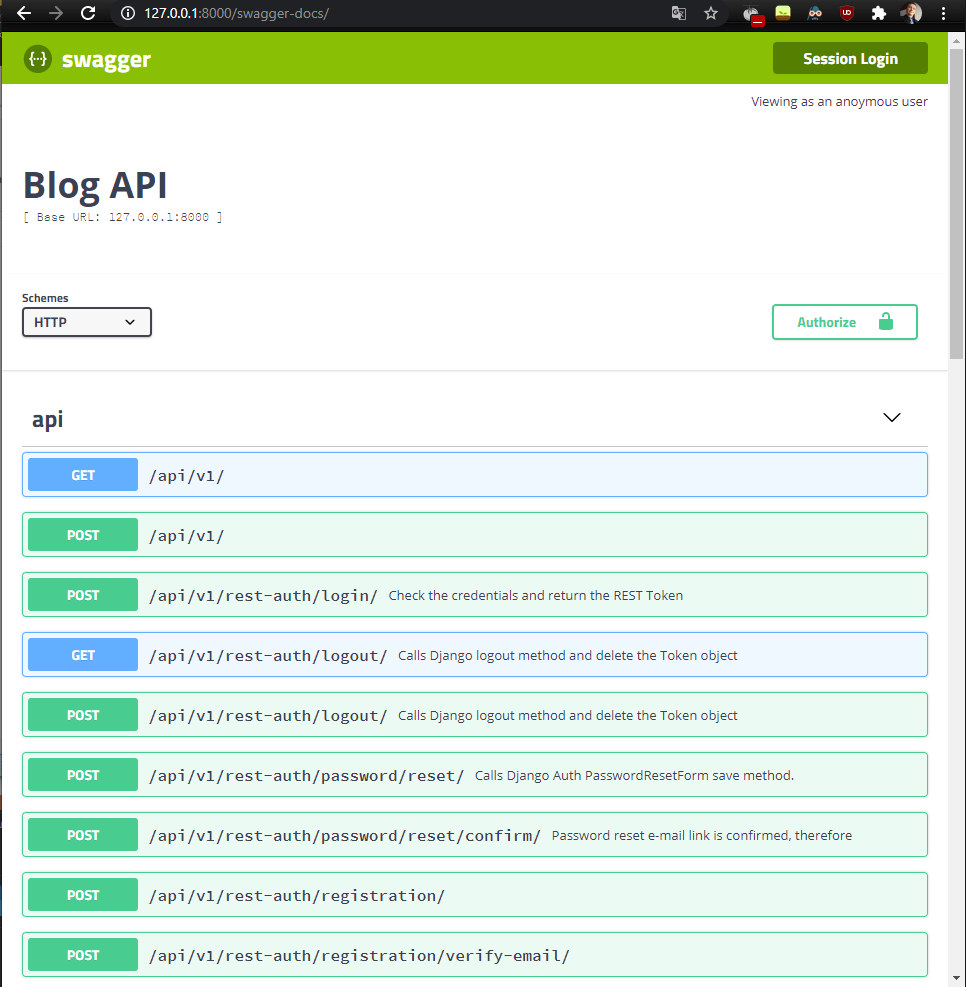 127.0.0.1:8000/swagger-docs/
{··} swagger
Session Login
Viewing as an anoymous user
Blog API
[ Base URL: 127.0.0.1:8000 ]
Schemes
HTTP
Authorize
api
GET /api/v1/
POST /api/v1/
POST /api/v1/rest-auth/login/ Check the credentials and return the REST Token
GET /api/v1/rest-auth/logout/ Calls Django logout method and delete the Token object
POST /api/v1/rest-auth/logout/ Calls Django logout method and delete the Token object
POST /api/v1/rest-auth/password/reset/ Calls Django Auth PasswordResetForm save method.
POST /api/v1/rest-auth/password/reset/confirm/ Password reset e-mail link is confirmed, therefore
POST /api/v1/rest-auth/registration/
POST /api/v1/rest-auth/registration/verify-email/